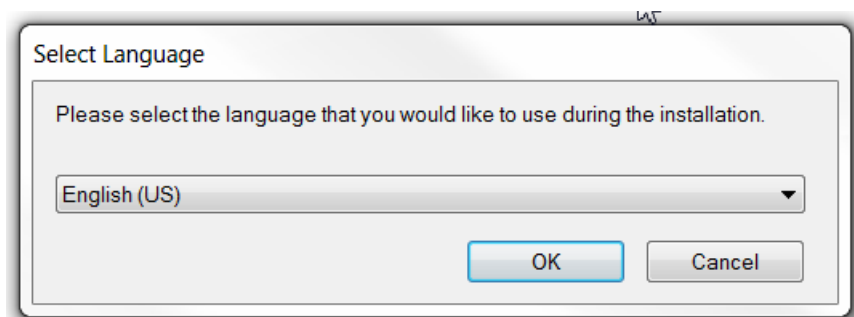 Select Language
Please select the language that you would like to use during the installation.
English (US)
OK Cancel